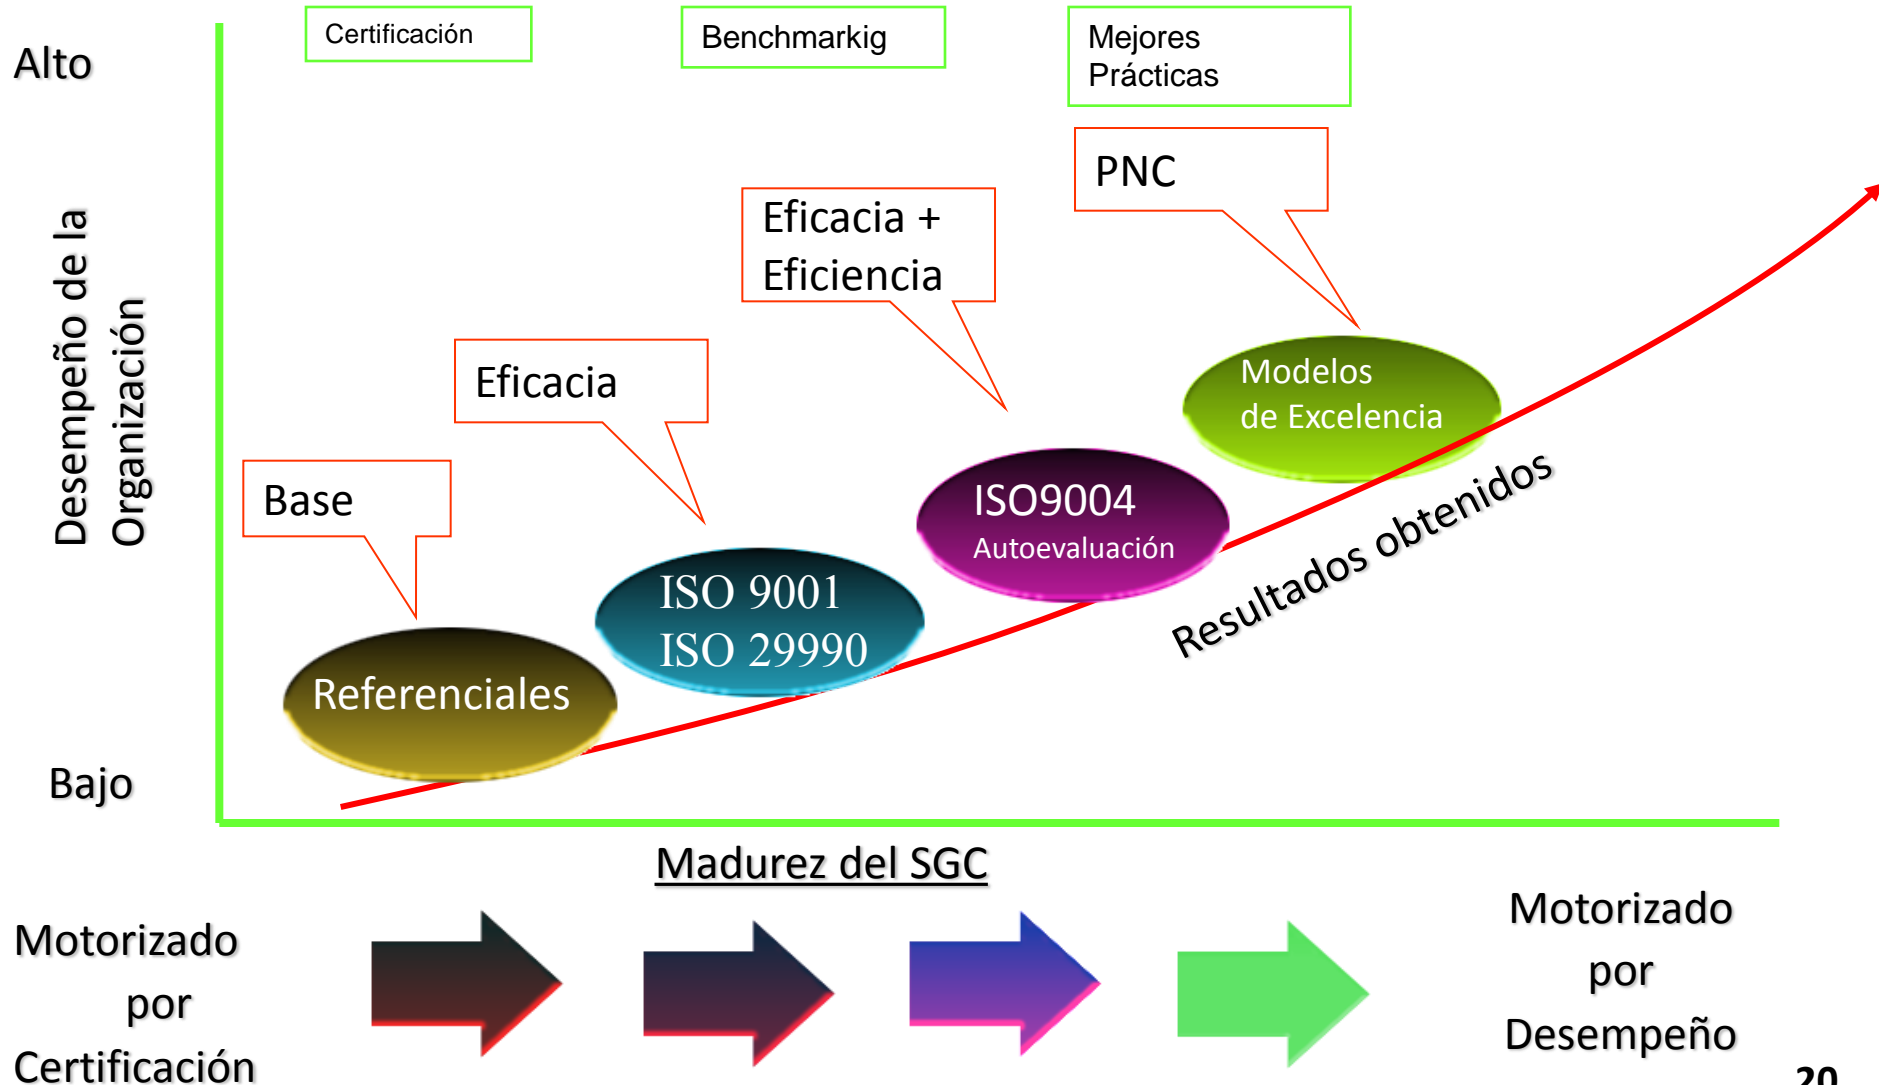 Certificación
Benchmarkig
Mejores
Prácticas
Alto
PNC
Eficacia +
Eficiencia
Desempeño de la
Organización
Eficacia
Modelos
de Excelencia
Base
ISO9004
Autoevaluación
Resultados obtenidos
ISO 9001
ISO 29990
Referenciales
Bajo
Madurez del SGC
Motorizado
por
Certificación
Motorizado
por
Desempeño
20